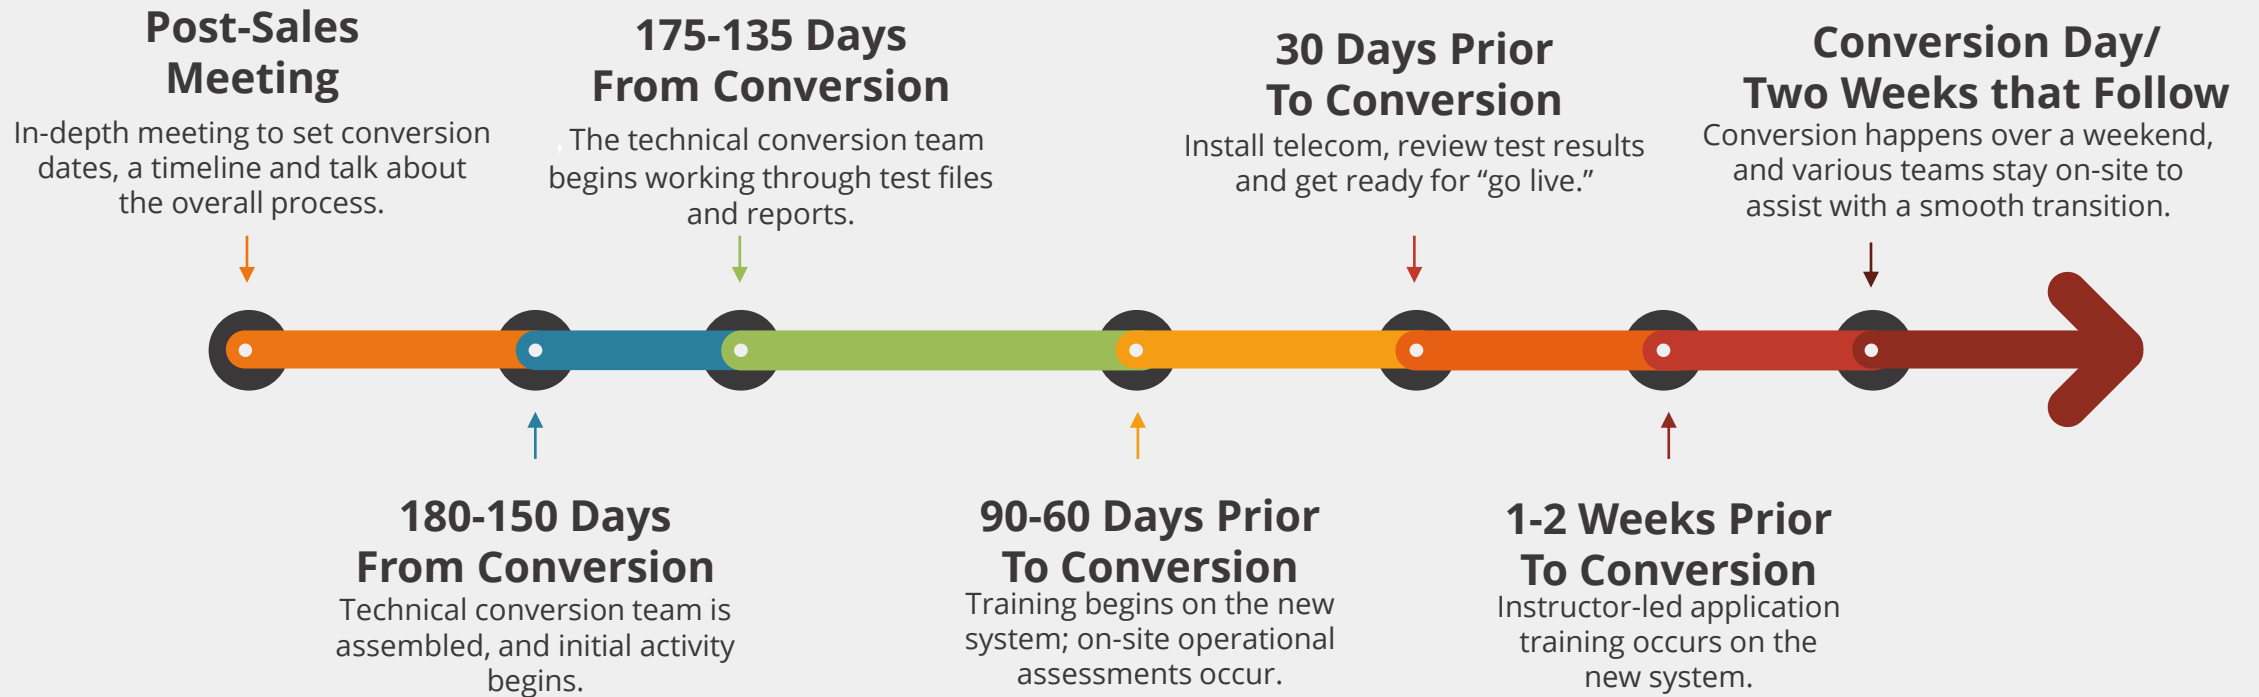 Post-Sales
Meeting
In-depth meeting to set conversion
dates, a timeline and talk about
the overall process.
175-135 Days
From Conversion
, The technical conversion team
begins working through test files
and reports.
30 Days Prior
To Conversion
Install telecom, review test results
and get ready for “go live.”
Conversion Day/
Two Weeks that Follow
Conversion happens over a weekend,
and various teams stay on-site to
assist with a smooth transition.
180-150 Days
From Conversion
Technical conversion team is
assembled, and initial activity
begins.
90-60 Days Prior
To Conversion
Training begins on the new
system; on-site operational
assessments occur.
1-2 Weeks Prior
To Conversion
Instructor-led application
training occurs on the
new system.